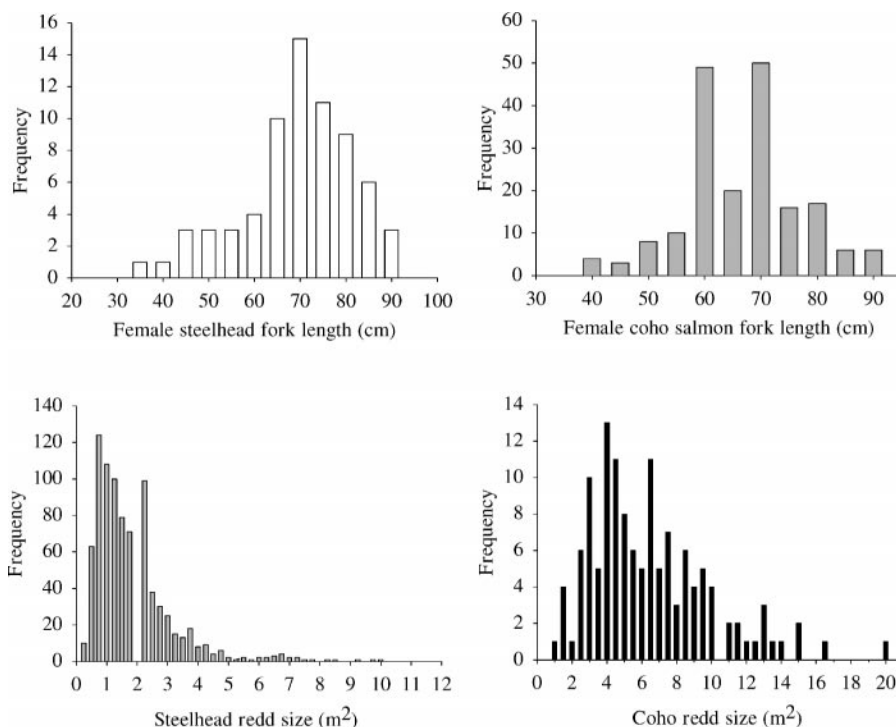 16
14
12
10
8
6
4
2
0
Frequency
20 30 40 50 60 70 80 90 100
Female steelhead fork length (cm)
60
50
40
30
20
10
0
Frequency
30 40 50 60 70 80 90
Female coho salmon fork length (cm)
140
120
100
80
60
40
20
0
Frequency
0 1 2 3 4 5 6 7 8 9 10 11 12
Steelhead redd size (m²)
14
12
10
8
6
4
2
0
Frequency
0 2 4 6 8 10 12 14 16 18 20
Coho redd size (m²)